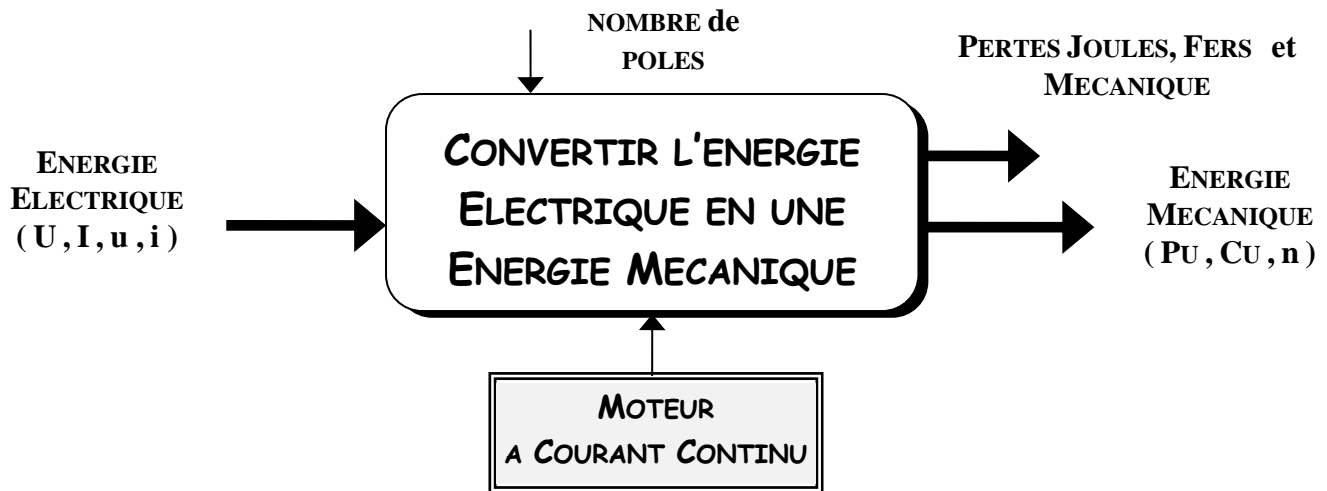 NOMBRE de
POLES
PERTES JOULES, FERS et
MECANIQUE
ENERGIE
ELECTRIQUE
( U , I , u , i )
CONVERTIR L'ENERGIE
ELECTRIQUE EN UNE
ENERGIE MECANIQUE
ENERGIE
MECANIQUE
( PU , CU , n )
MOTEUR
A COURANT CONTINU